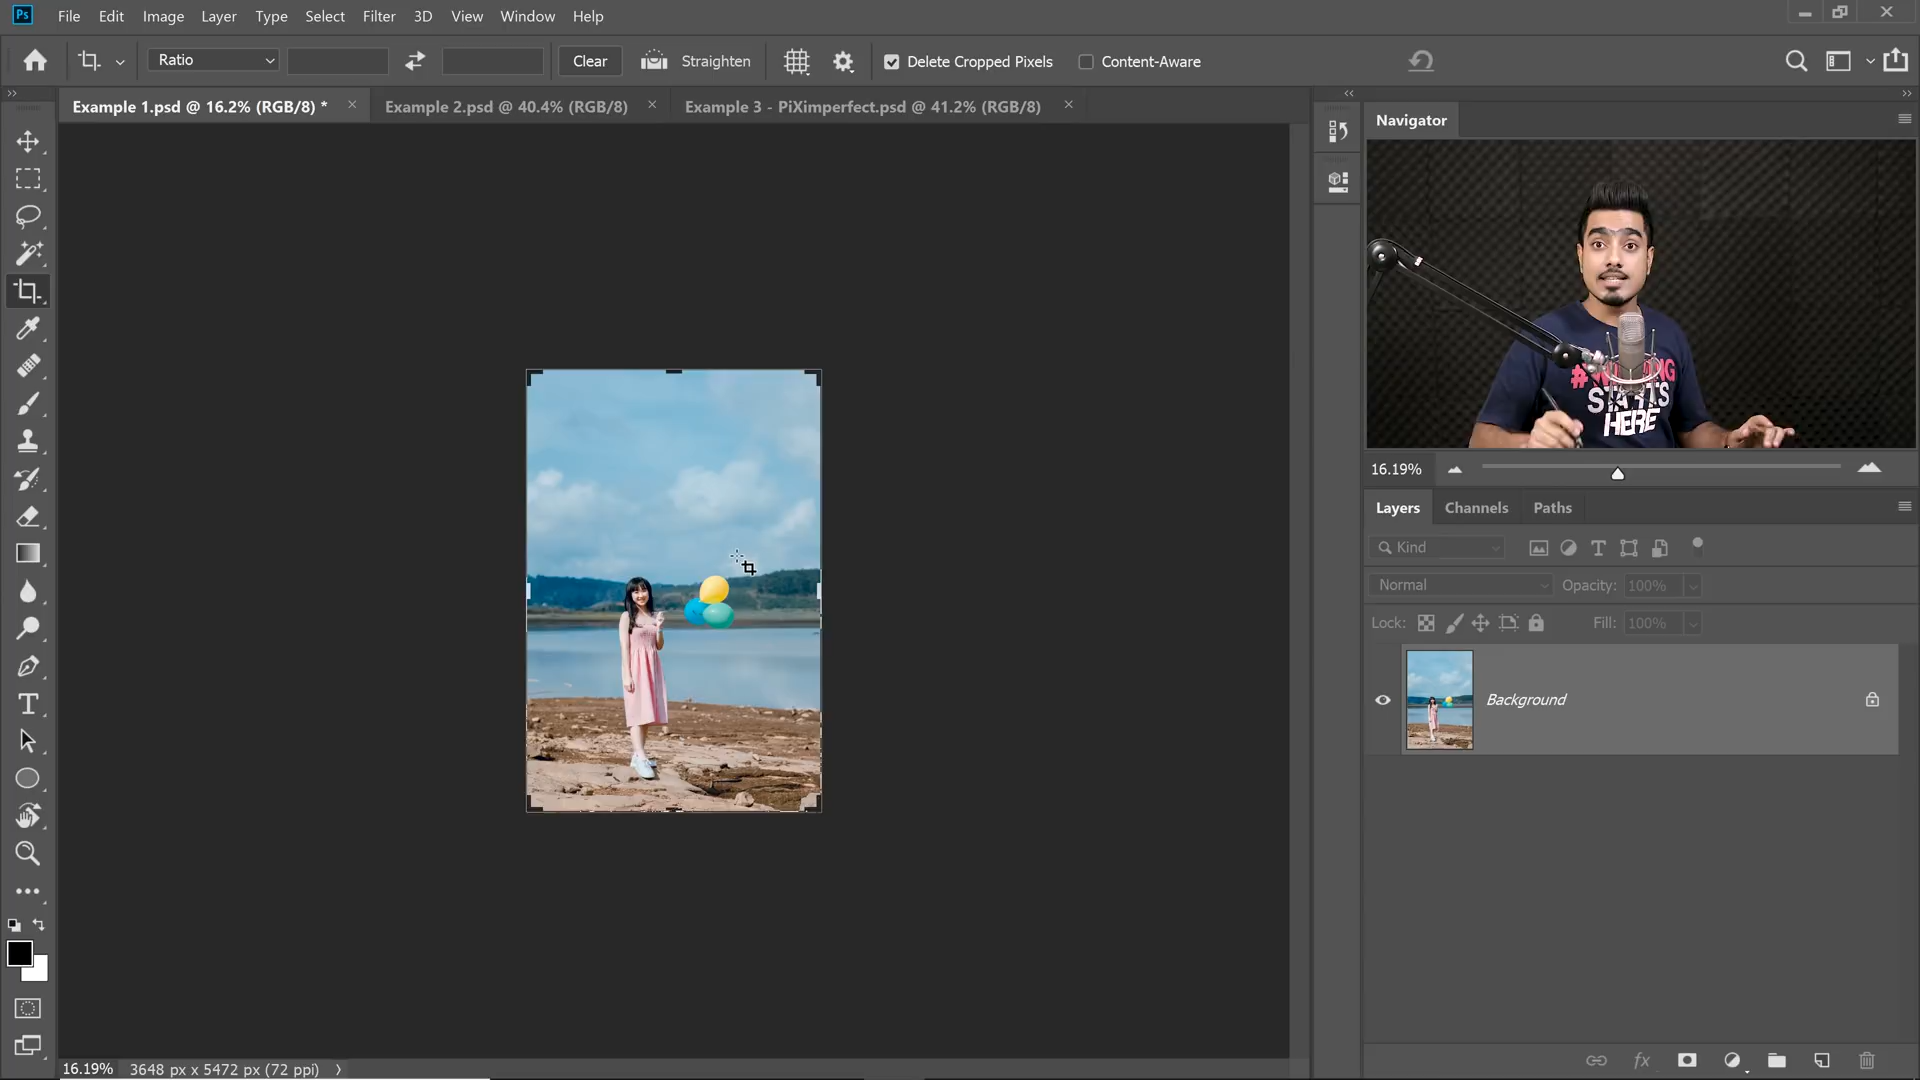 Ps File Edit Image Layer Type Select Filter 3D View Window Help
Ratio Clear Straighten Delete Cropped Pixels Content-Aware
Example 1.psd @ 16.2% (RGB/8) * Example 2.psd @ 40.4% (RGB/8) Example 3 - PiXimperfect.psd @ 41.2% (RGB/8)
Navigator
STARTS
HERE
16.19%
Layers Channels Paths
Kind
Normal Opacity: 100%
Lock: Fill: 100%
Background
fx
16.19% 3648 px x 5472 px (72 ppi)